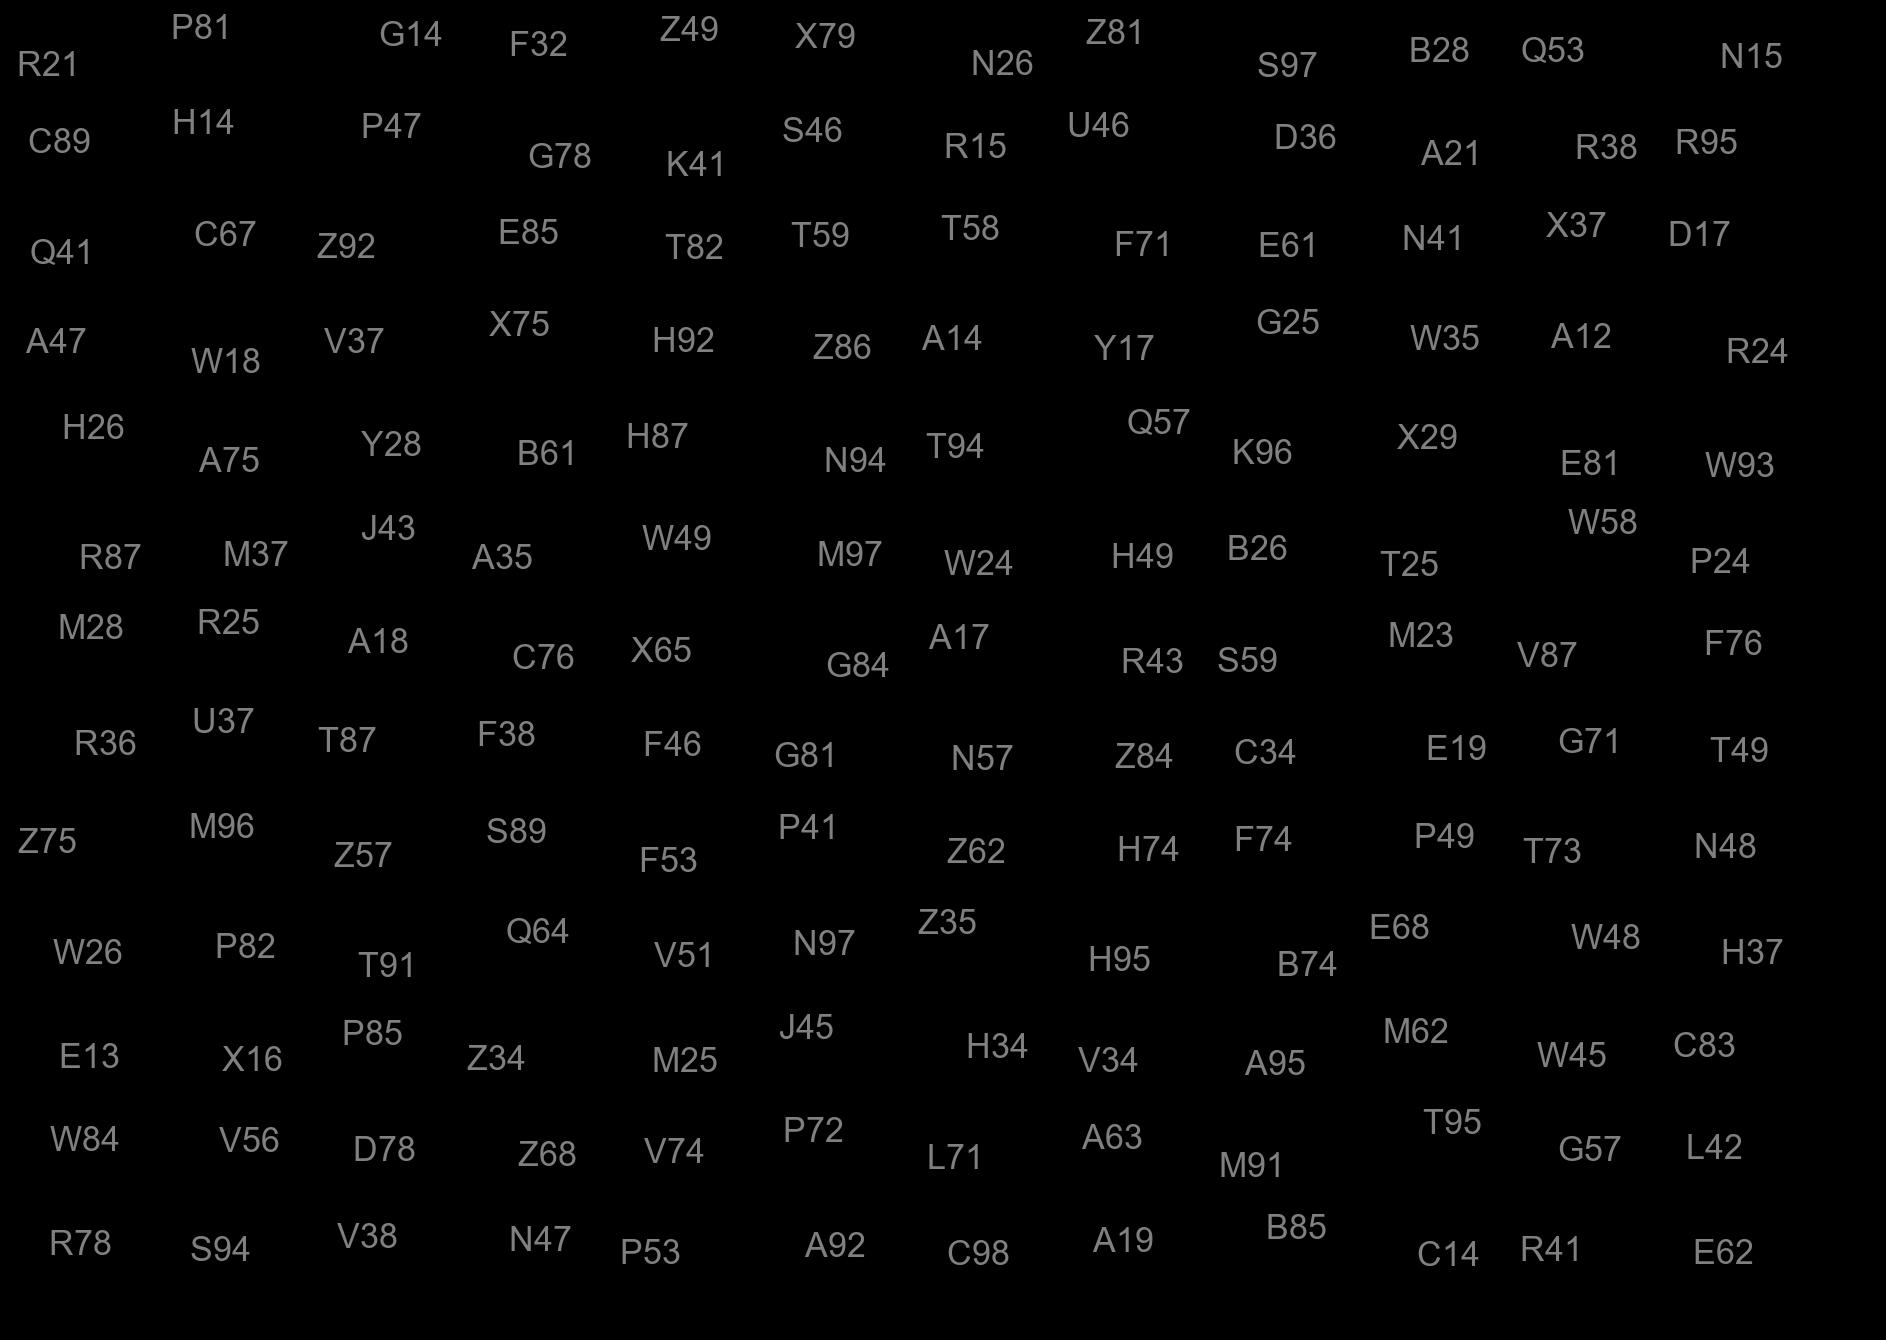 R21 P81 G14 F32 Z49 X79 N26 Z81 S97 B28 Q53 N15
C89 H14 P47 G78 K41 S46 R15 U46 D36 A21 R38 R95
Q41 C67 Z92 E85 T82 T59 T58 F71 E61 N41 X37 D17
A47 W18 V37 X75 H92 Z86 A14 Y17 G25 W35 A12 R24
H26 A75 Y28 B61 H87 N94 T94 Q57 K96 X29 E81 W93
R87 M37 J43 A35 W49 M97 W24 H49 B26 T25 W58 P24
M28 R25 A18 C76 X65 G84 A17 R43 S59 M23 V87 F76
R36 U37 T87 F38 F46 G81 N57 Z84 C34 E19 G71 T49
Z75 M96 Z57 S89 F53 P41 Z62 H74 F74 P49 T73 N48
W26 P82 T91 Q64 V51 N97 Z35 H95 B74 E68 W48 H37
E13 X16 P85 Z34 M25 J45 H34 V34 A95 M62 W45 C83
W84 V56 D78 Z68 V74 P72 L71 A63 M91 T95 G57 L42
R78 S94 V38 N47 P53 A92 C98 A19 B85 C14 R41 E62